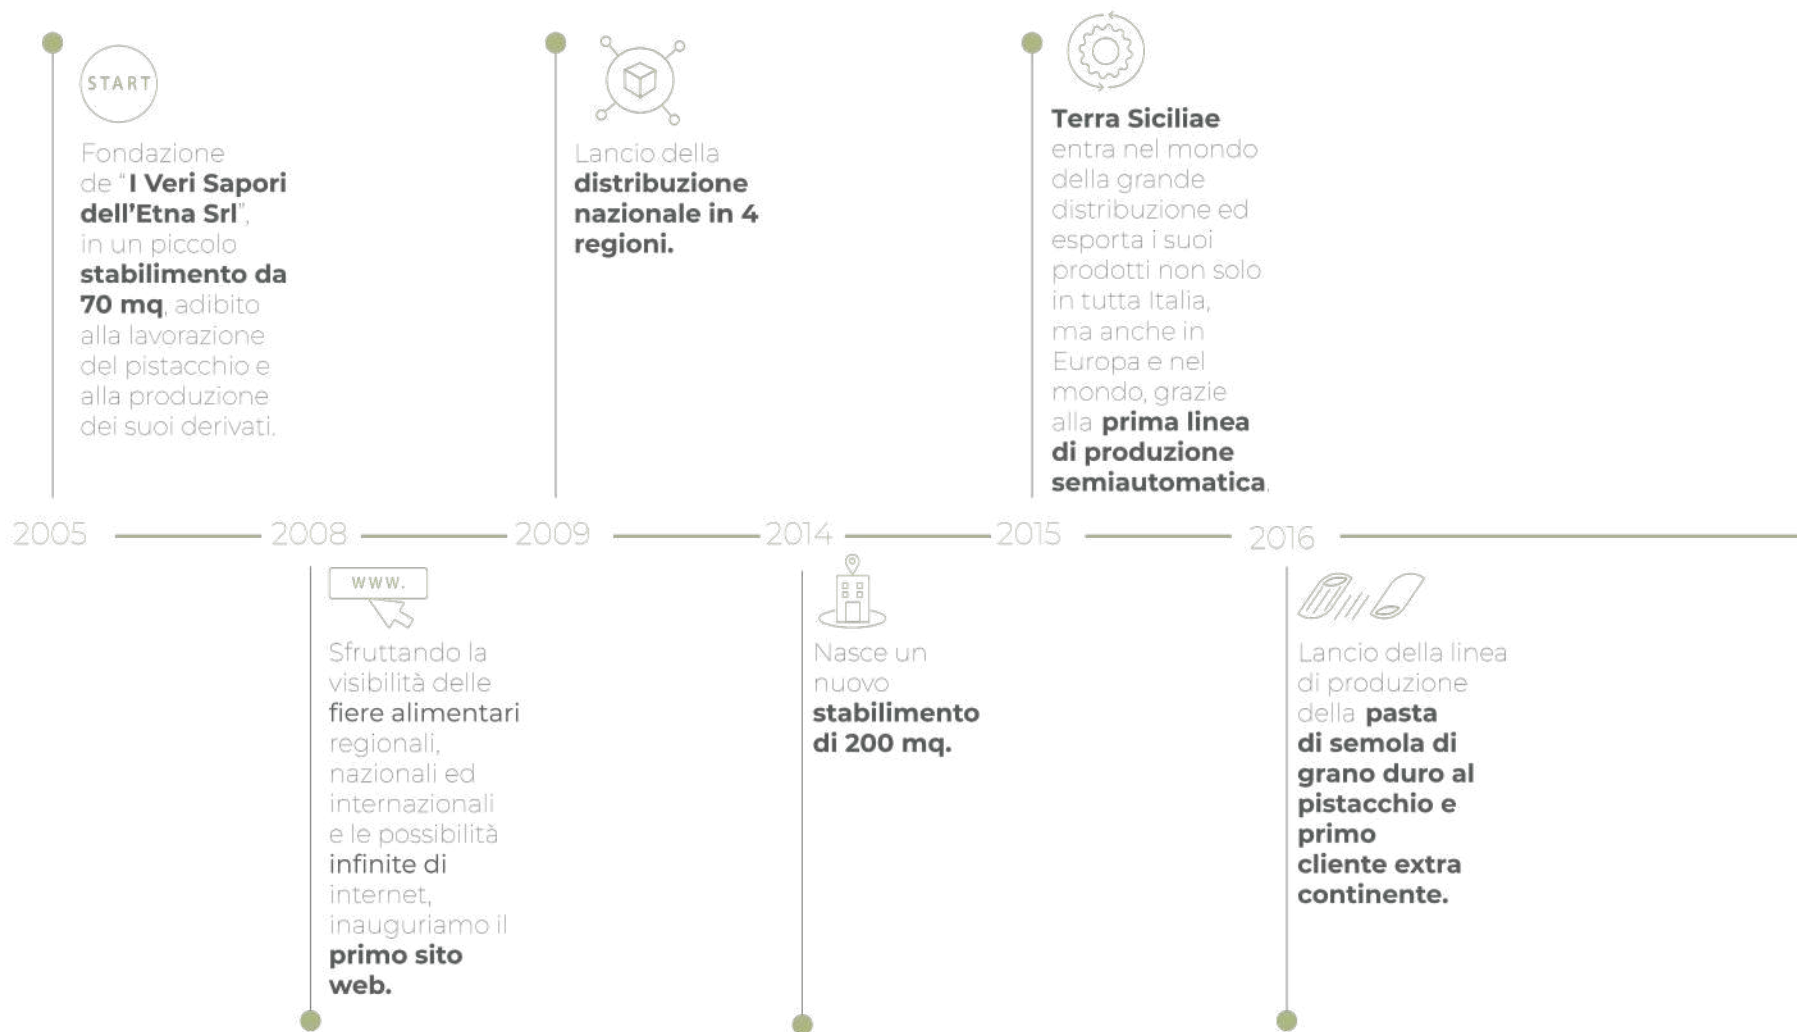 START
Fondazione
de “I Veri Sapori
dell’Etna Srl”,
in un piccolo
stabilimento da
70 mq, adibito
alla lavorazione
del pistacchio e
alla produzione
dei suoi derivati.
Lancio della
distribuzione
nazionale in 4
regioni.
Terra Siciliae
entra nel mondo
della grande
distribuzione ed
esporta i suoi
prodotti non solo
in tutta Italia,
ma anche in
Europa e nel
mondo, grazie
alla prima linea
di produzione
semiautomatica.
2005
2008
2009
2014
2015
2016
www.
Sfruttando la
visibilità delle
fiere alimentari
regionali,
nazionali ed
internazionali
e le possibilità
infinite di
internet,
inauguriamo il
primo sito
web.
Nasce un
nuovo
stabilimento
di 200 mq.
Lancio della linea
di produzione
della pasta
di semola di
grano duro al
pistacchio e
primo
cliente extra
continente.